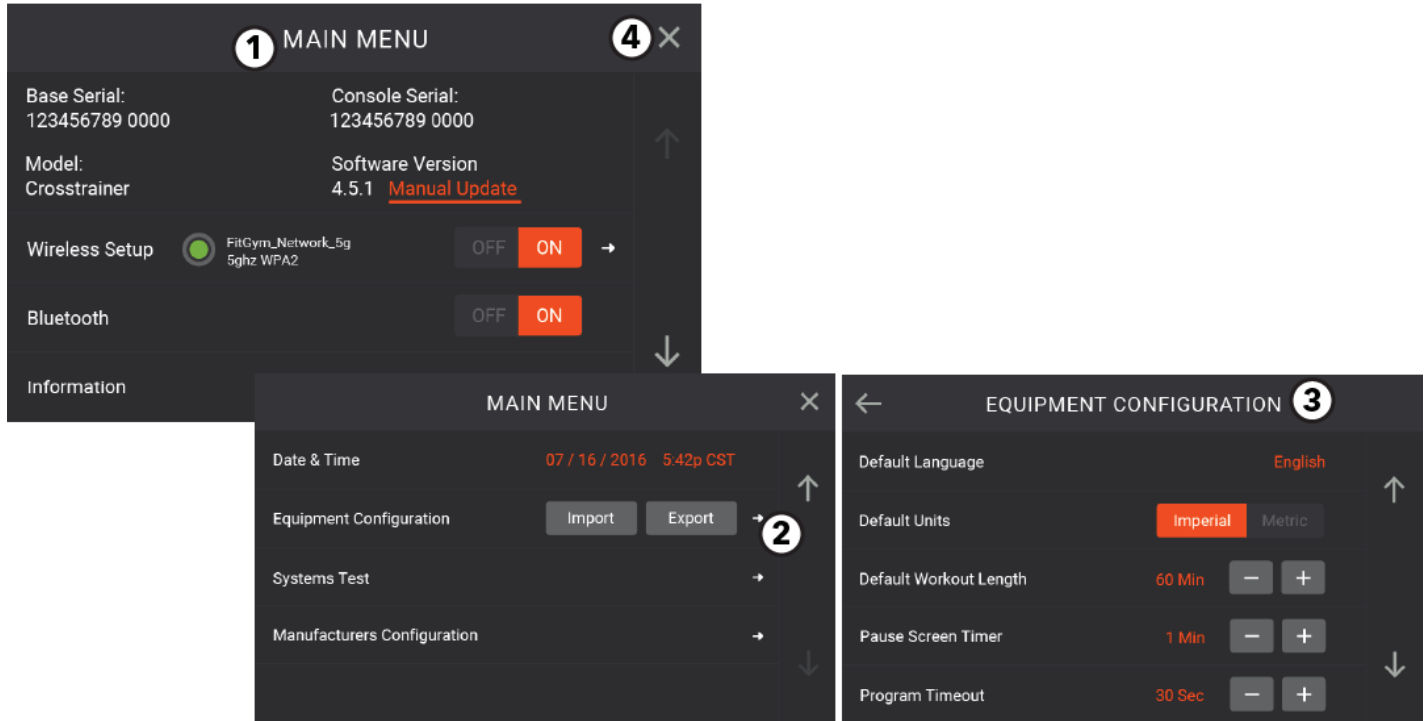 1 MAIN MENU 4
Base Serial: Console Serial:
123456789 0000 123456789 0000
Model: Software Version
Crosstrainer 4.5.1 Manual Update
Wireless Setup FitGym_Network_5g OFF ON
5ghz WPA2
Bluetooth OFF ON
Information
MAIN MENU
Date & Time 07 / 16 / 2016 5:42p CST
Equipment Configuration Import Export 2
Systems Test
Manufacturers Configuration
EQUIPMENT CONFIGURATION 3
Default Language English
Default Units Imperial Metric
Default Workout Length 60 Min − +
Pause Screen Timer 1 Min − +
Program Timeout 30 Sec − +